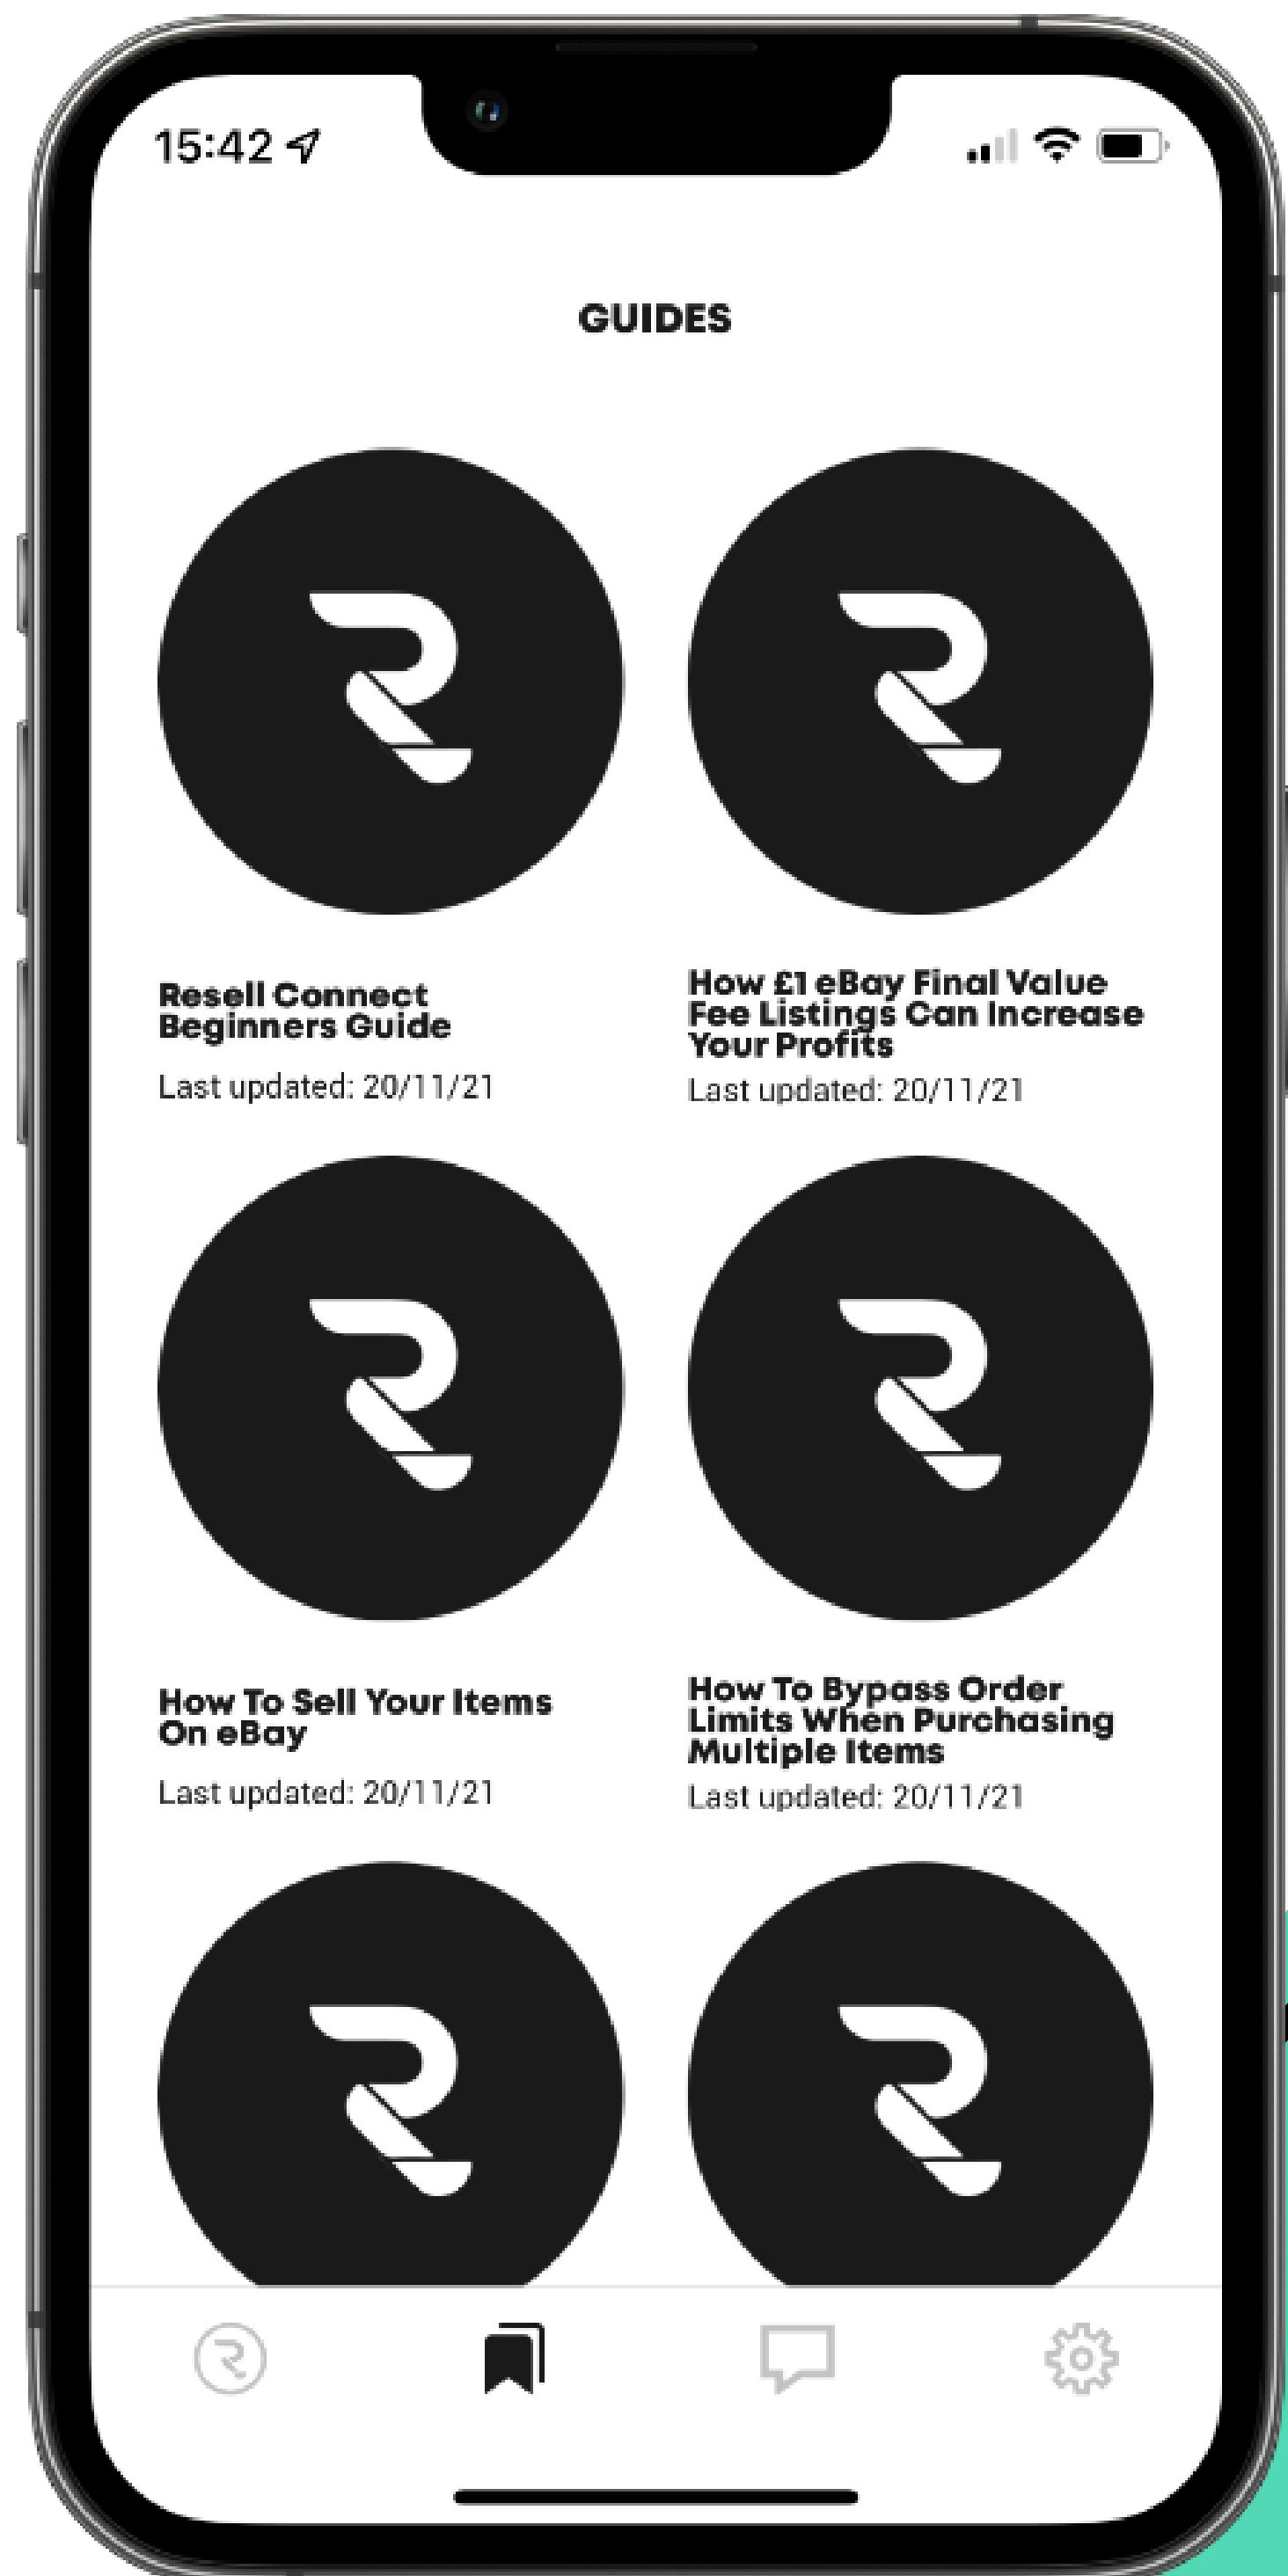 15:42
GUIDES
Resell Connect
Beginners Guide
Last updated: 20/11/21
How £1 eBay Final Value
Fee Listings Can Increase
Your Profits
Last updated: 20/11/21
How To Sell Your Items
On eBay
Last updated: 20/11/21
How To Bypass Order
Limits When Purchasing
Multiple Items
Last updated: 20/11/21